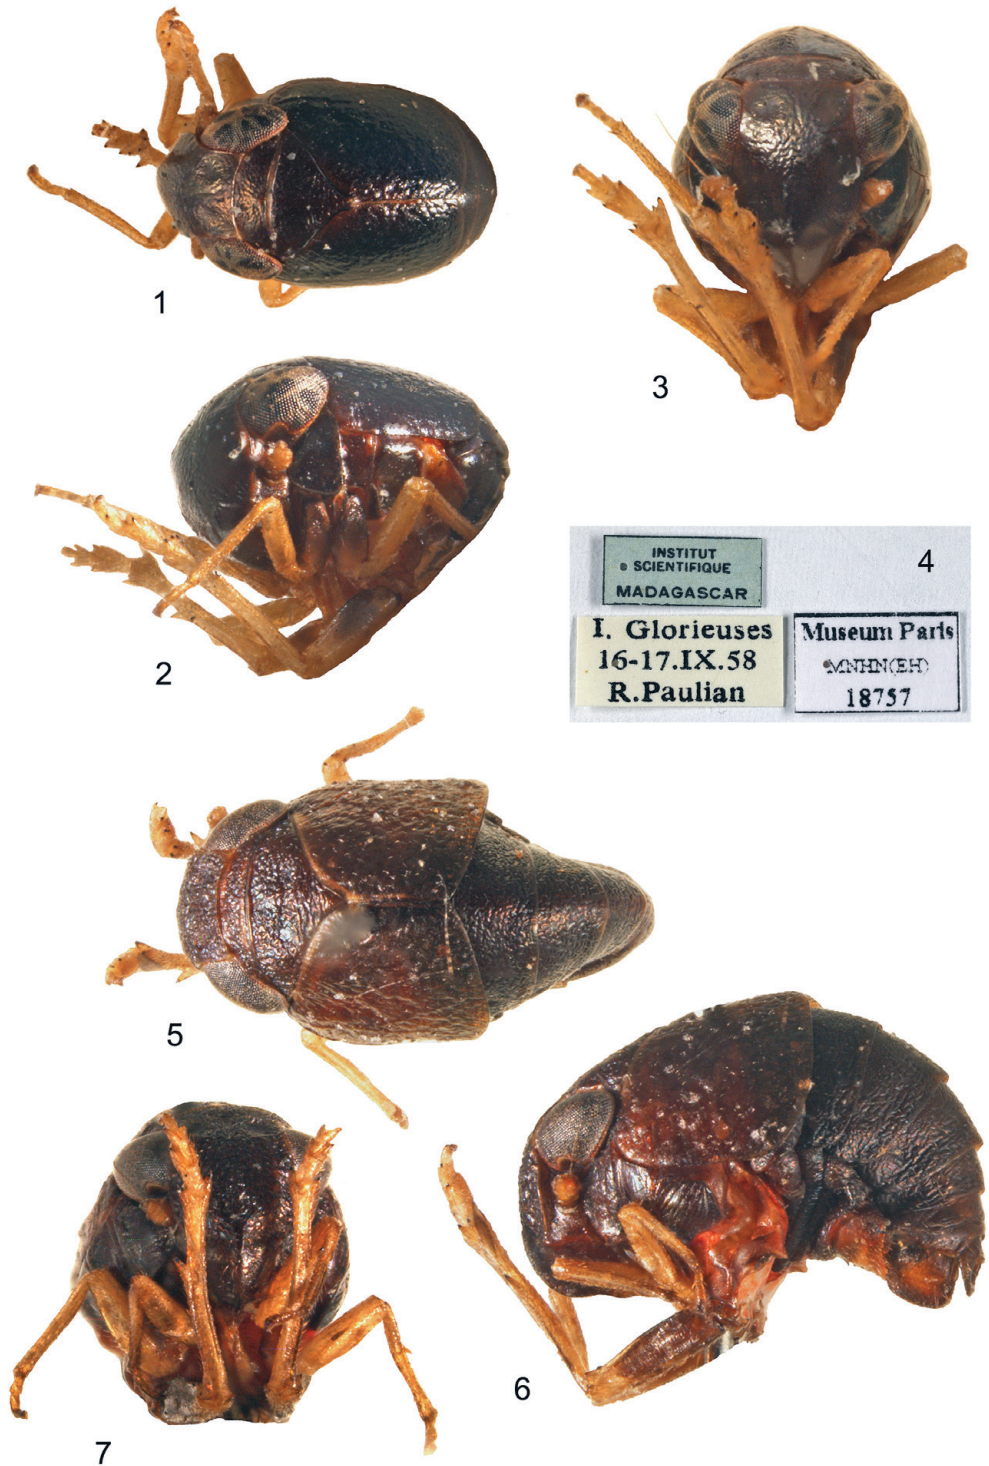 1
3
2
INSTITUT
SCIENTIFIQUE
MADAGASCAR
4
I. Glorieuses
16-17.IX.58
R.Paulian
Museum Paris
MNHN(EH)
18757
5
6
7